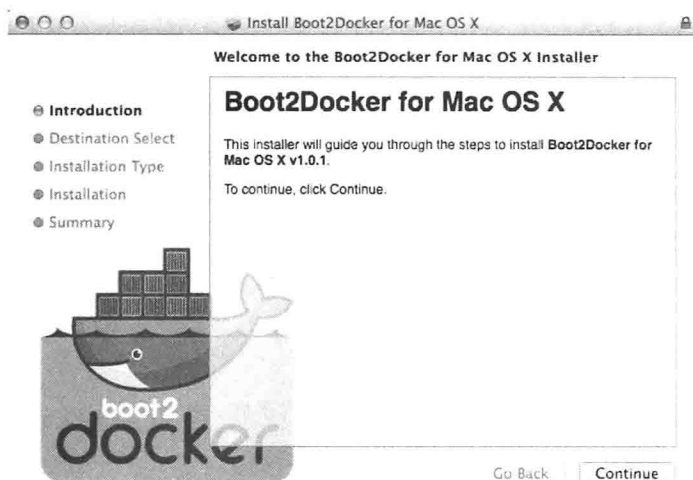 Install Boot2Docker for Mac OS X
Welcome to the Boot2Docker for Mac OS X Installer
Introduction
Destination Select
Installation Type
Installation
Summary
Boot2Docker for Mac OS X
This installer will guide you through the steps to install Boot2Docker for
Mac OS X v1.0.1.
To continue, click Continue.
boot2
docker
Go Back
Continue